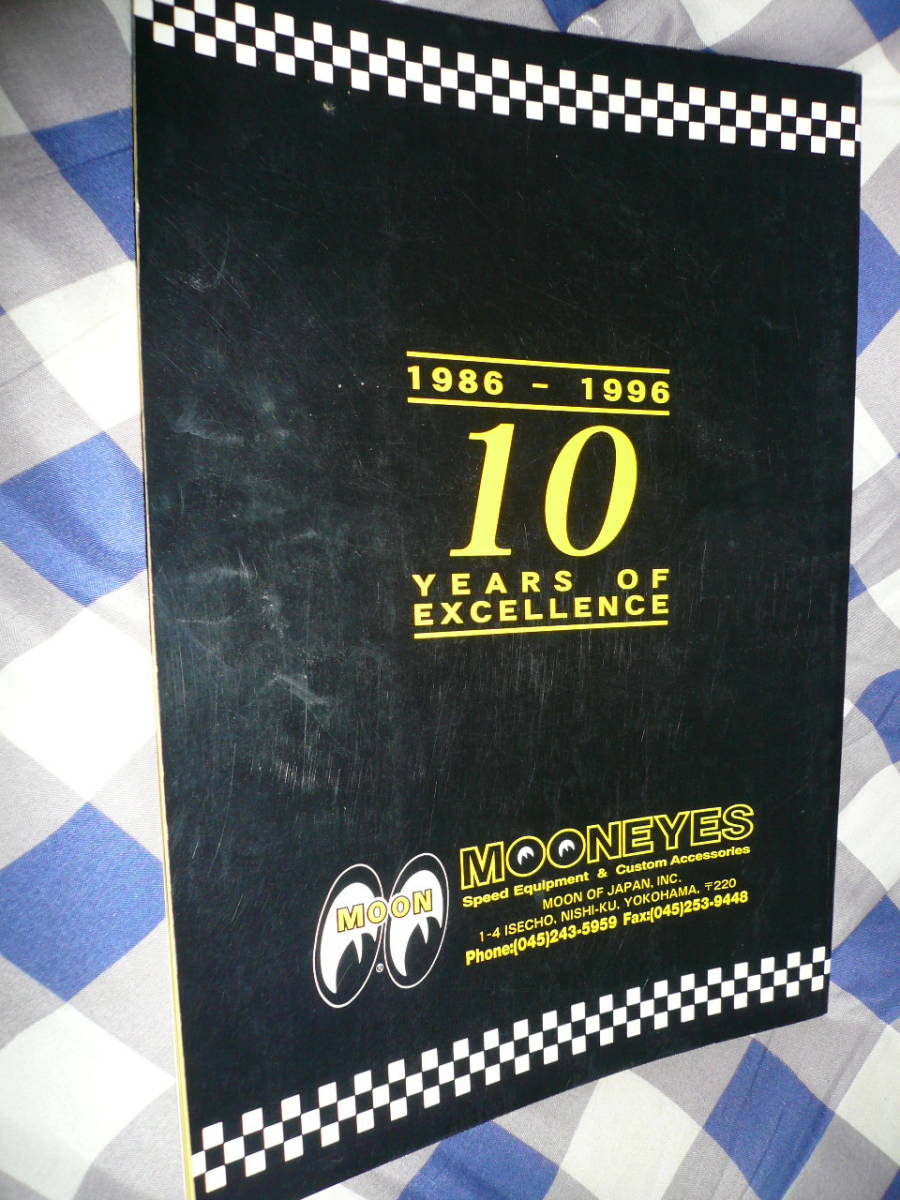 1986 - 1996
10
YEARS OF
EXCELLENCE
MOON
®
MOONEYES
Speed Equipment & Custom Accessories
MOON OF JAPAN, INC.
1-4 ISECHO, NISHI-KU, YOKOHAMA, 〒220
Phone:(045)243-5959 Fax:(045)253-9448